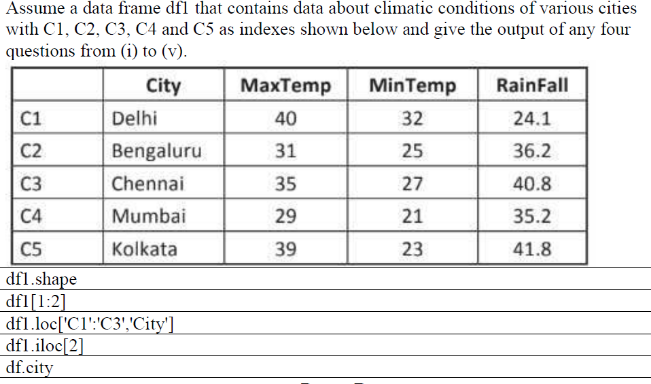 Assume a data frame df1 that contains data about climatic conditions of various cities
with C1, C2, C3, C4 and C5 as indexes shown below and give the output of any four
questions from (i) to (v).
City MaxTemp MinTemp RainFall
C1 Delhi 40 32 24.1
C2 Bengaluru 31 25 36.2
C3 Chennai 35 27 40.8
C4 Mumbai 29 21 35.2
C5 Kolkata 39 23 41.8
df1.shape
df1[1:2]
df1.loc['C1':'C3','City']
df1.iloc[2]
df.city